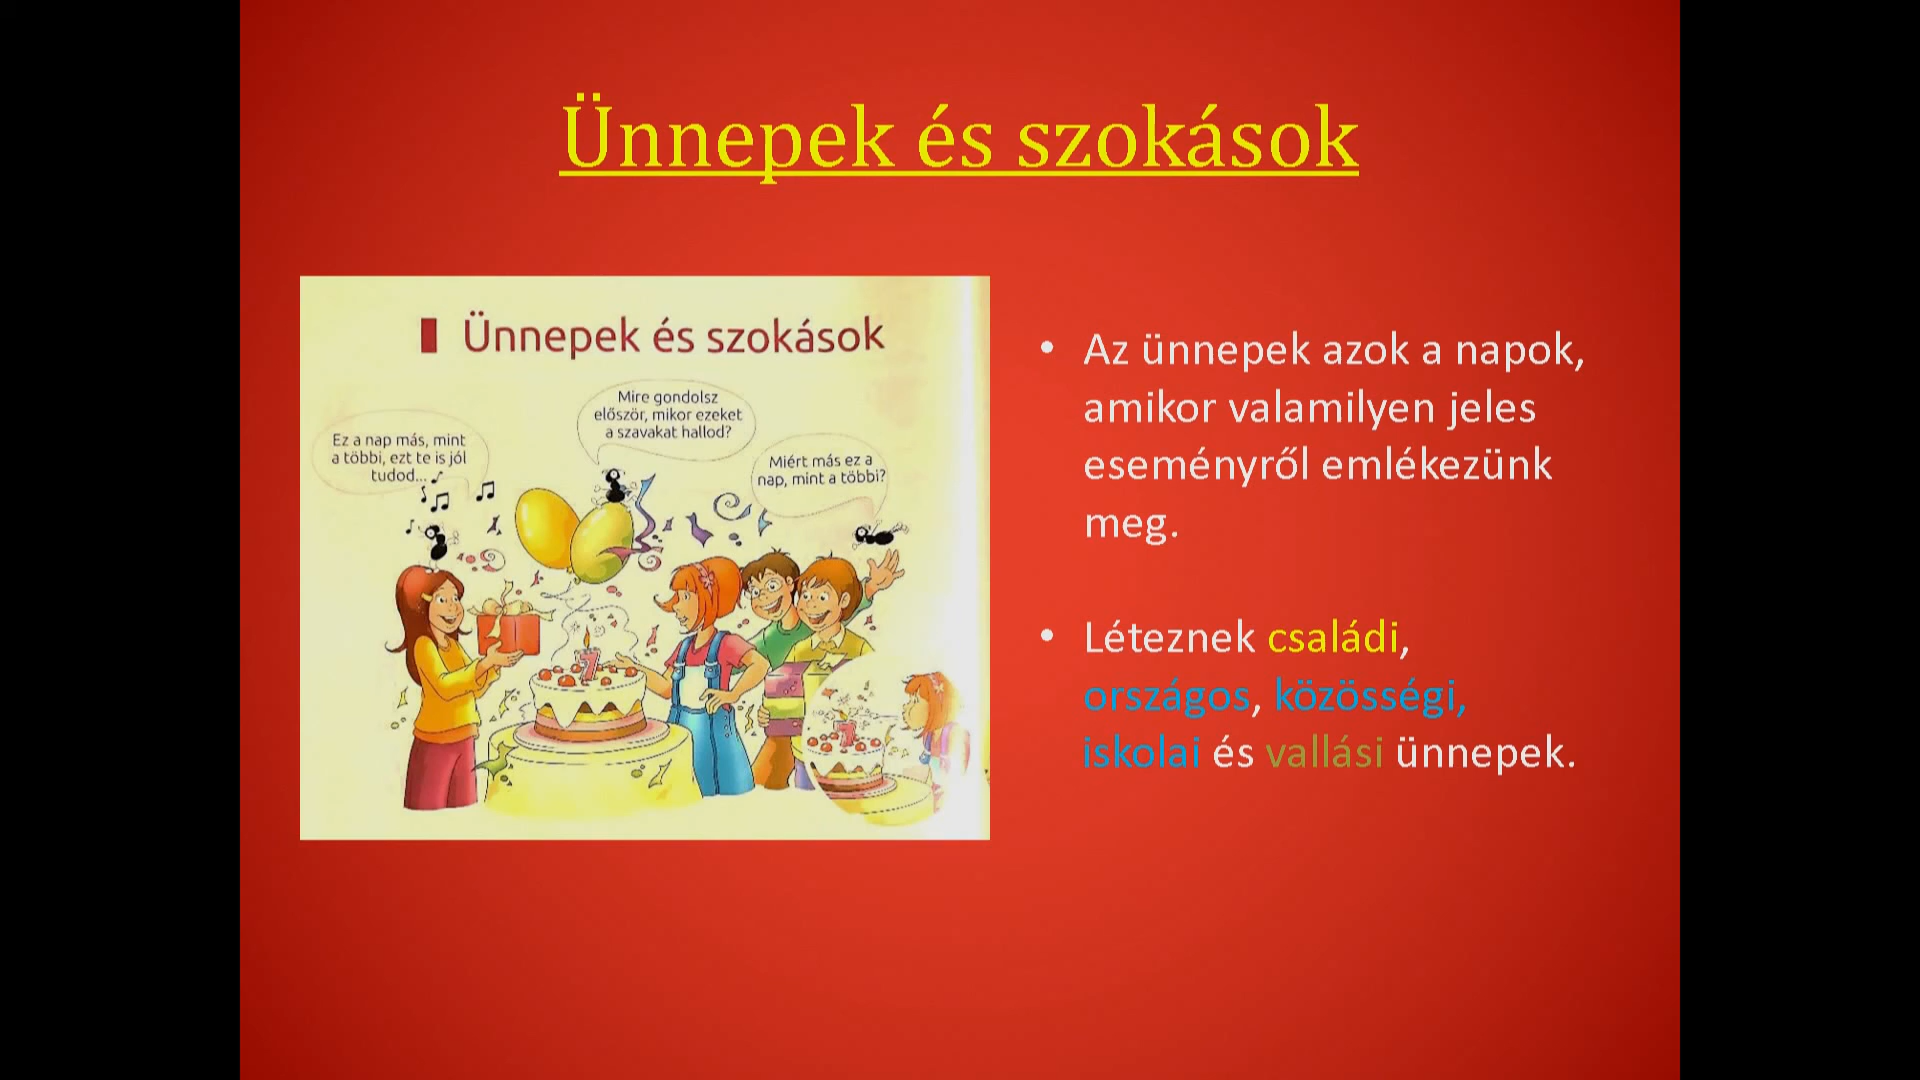 Ünnepek és szokások
Ünnepek és szokások
Ez a nap más, mint
a többi, ezt te is jól
tudod...
Mire gondolsz
először, mikor ezeket
a szavakat hallod?
Miért más ez a
nap, mint a többi?
7
7
• Az ünnepek azok a napok,
amikor valamilyen jeles
eseményről emlékezünk
meg.
• Léteznek családi,
országos, közösségi,
iskolai és vallási ünnepek.